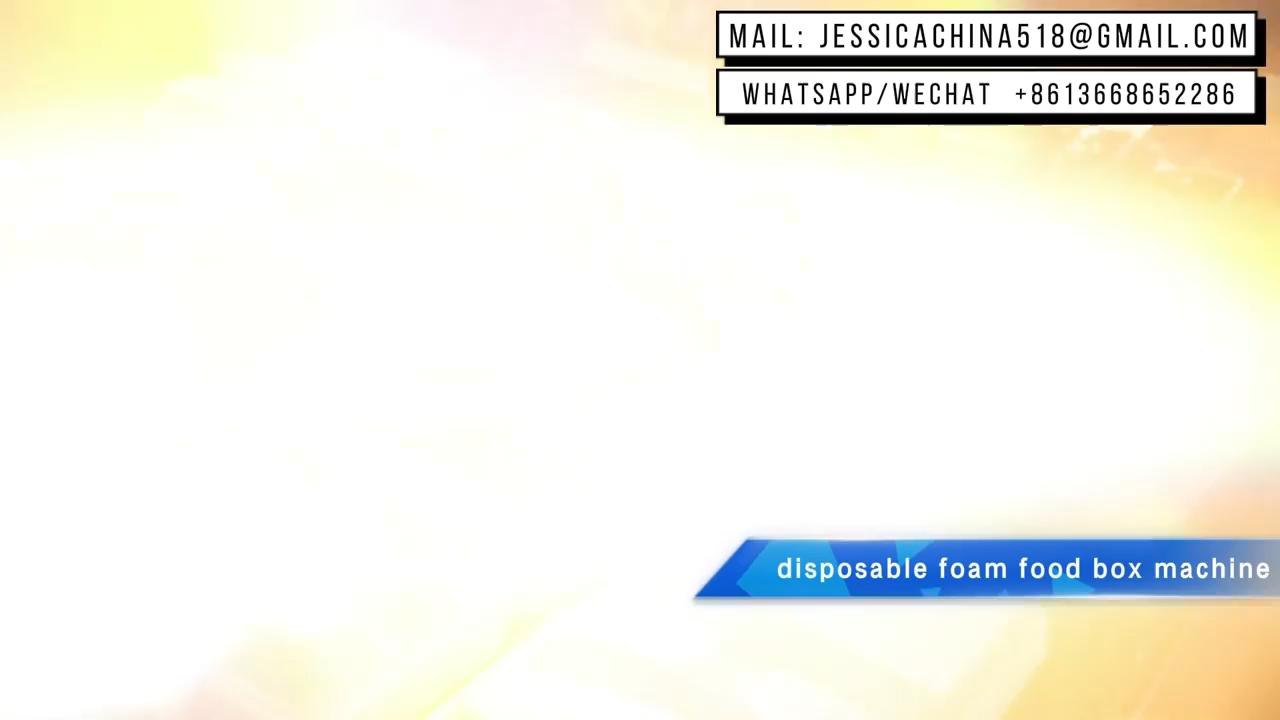 MAIL: JESSICACHINA518@GMAIL.COM
WHATSAPP/WECHAT +8613668652286
disposable foam food box machine